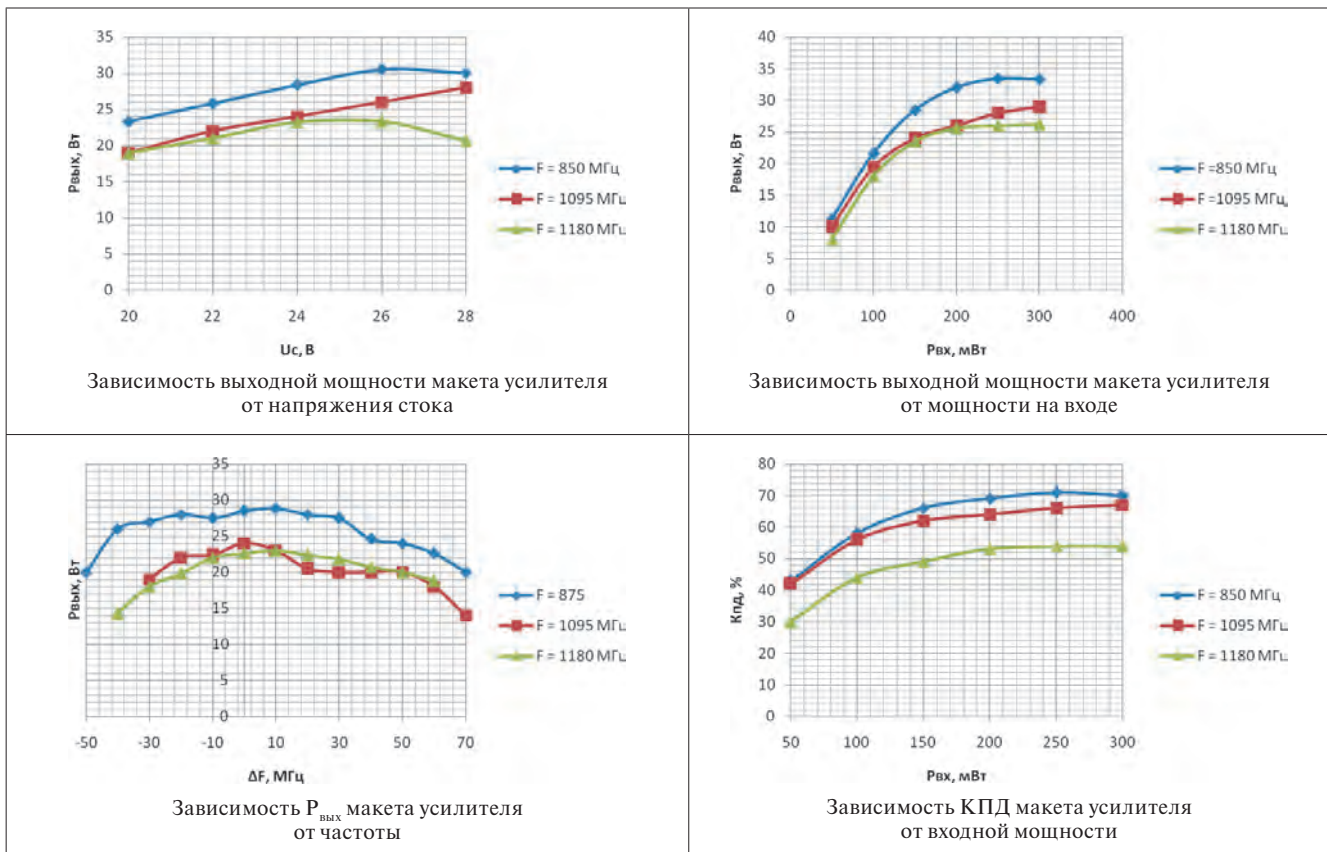 35
30
25
20
15
10
5
0
Рвых, Вт
20 22 24 26 28
Uc, В
F = 850 МГц
F = 1095 МГц
F = 1180 МГц
Зависимость выходной мощности макета усилителя
от напряжения стока
40
35
30
25
20
15
10
5
0
Рвых, Вт
0 100 200 300 400
Рвх, мВт
F =850 МГц
F =1095 МГц
F = 1180 МГц
Зависимость выходной мощности макета усилителя
от мощности на входе
35
30
25
20
15
10
5
0
Рвых, Вт
-50 -30 -10 10 30 50 70
ΔF, МГц
F = 875
F = 1095 МГц
F = 1180 МГц
Зависимость Pвых макета усилителя
от частоты
80
70
60
50
40
30
20
10
0
Кпд, %
50 100 150 200 250 300
Рвх, мВт
F = 850 МГц
F = 1095 МГц
F = 1180 МГц
Зависимость КПД макета усилителя
от входной мощности